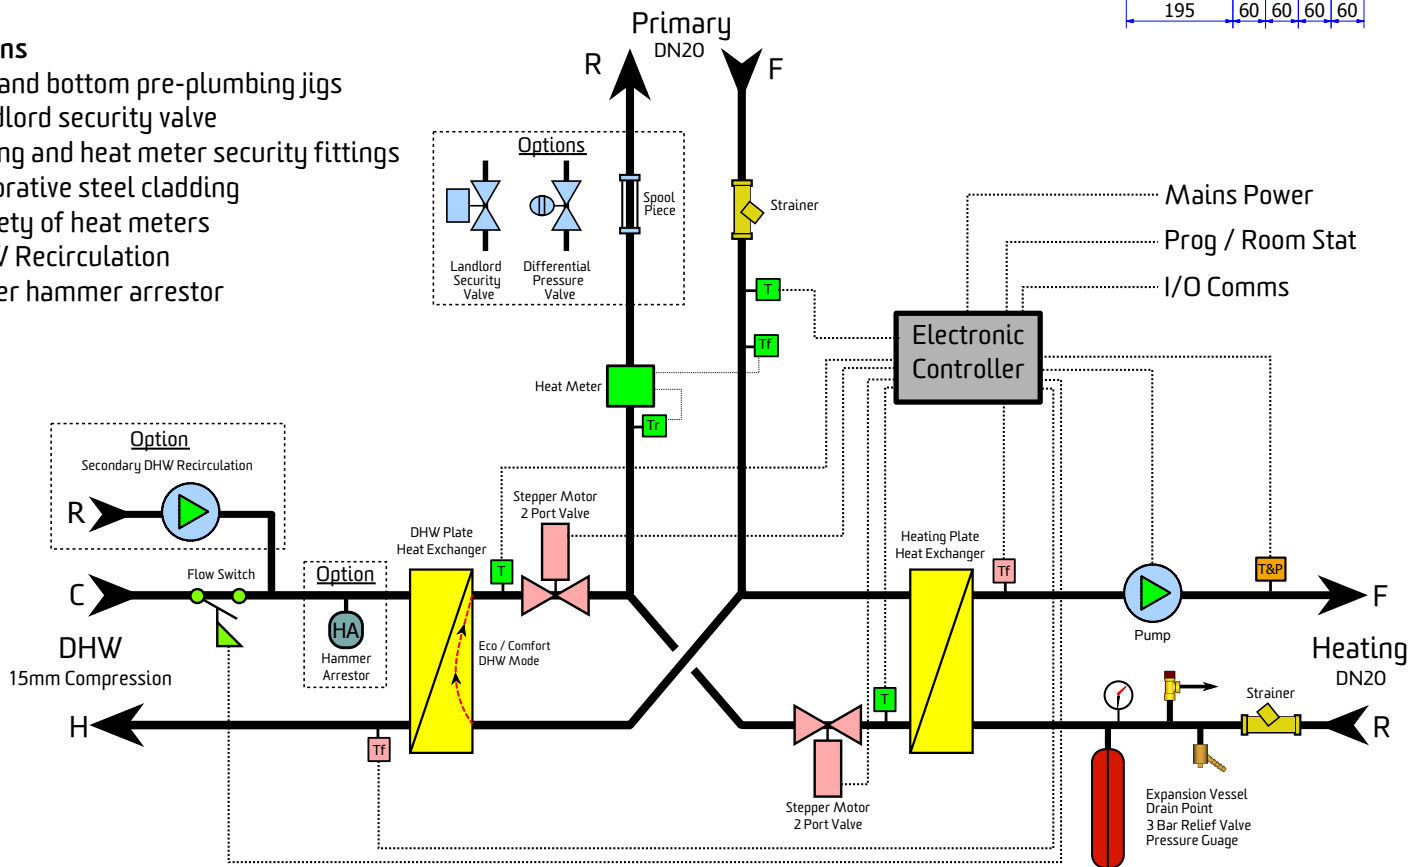 195 60 60 60 60
Primary
DN20
R
F
ns
and bottom pre-plumbing jigs
dlord security valve
ng and heat meter security fittings
orative steel cladding
ety of heat meters
Recirculation
er hammer arrestor
Options
Landlord
Security
Valve
Differential
Pressure
Valve
Spool
Piece
Strainer
T
Tf
Heat Meter
Tr
Mains Power
Prog / Room Stat
I/O Comms
Electronic
Controller
Option
Secondary DHW Recirculation
R
Flow Switch
C
DHW
15mm Compression
H
Option
HA
Hammer
Arrestor
Tf
DHW Plate
Heat Exchanger
T
Stepper Motor
2 Port Valve
Eco / Comfort
DHW Mode
Heating Plate
Heat Exchanger
Tf
T
Stepper Motor
2 Port Valve
Pump
T&P
F
Heating
DN20
Strainer
R
Expansion Vessel
Drain Point
3 Bar Relief Valve
Pressure Guage